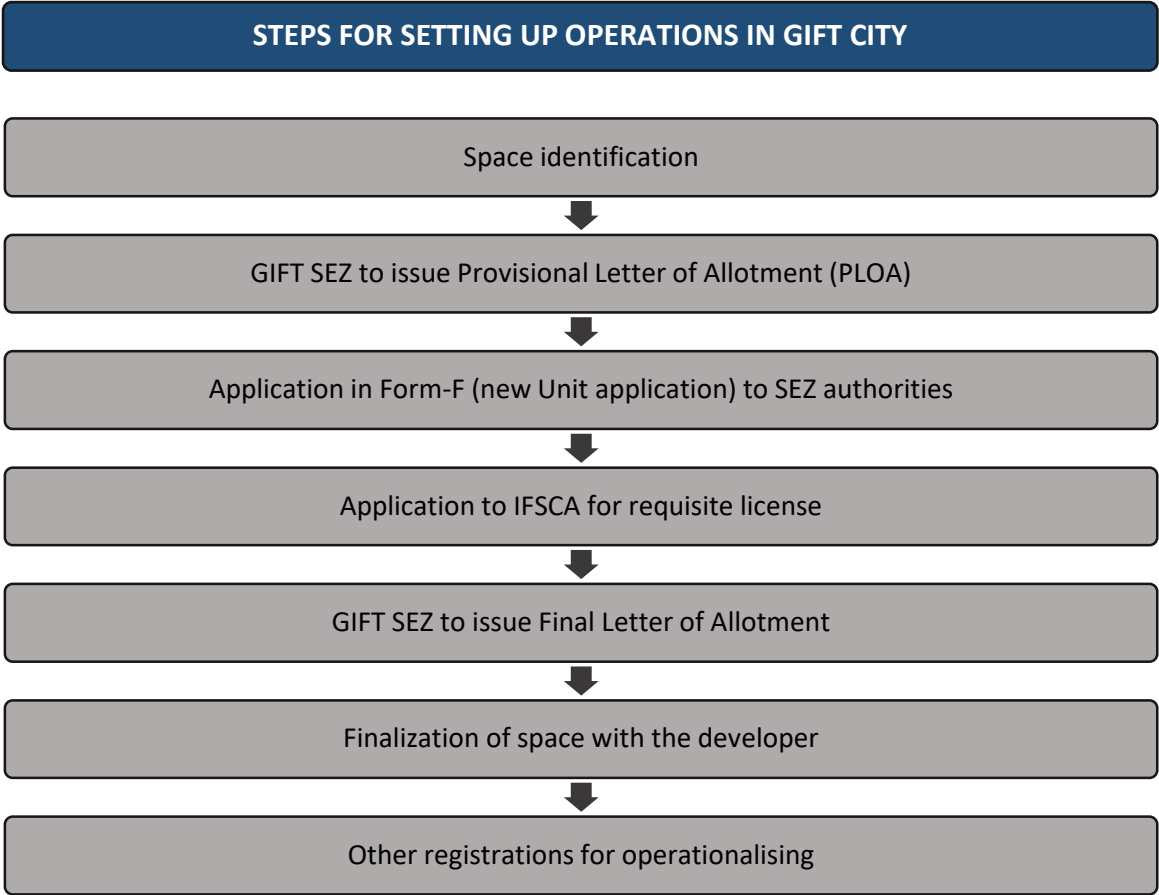 STEPS FOR SETTING UP OPERATIONS IN GIFT CITY
Space identification
GIFT SEZ to issue Provisional Letter of Allotment (PLOA)
Application in Form-F (new Unit application) to SEZ authorities
Application to IFSCA for requisite license
GIFT SEZ to issue Final Letter of Allotment
Finalization of space with the developer
Other registrations for operationalising